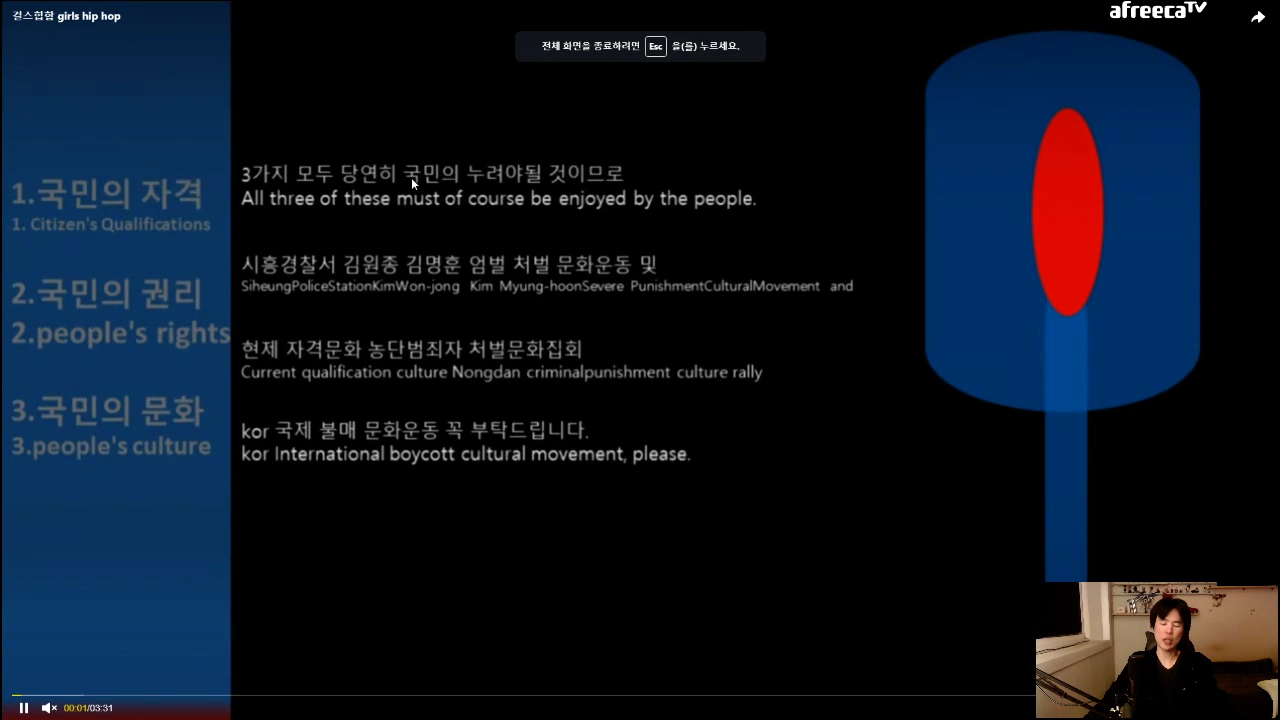 걸스힙합 girls hip hop
afreecaTV
전체 화면을 종료하려면 Esc 을(를) 누르세요.
1.국민의 자격
1. Citizen's Qualifications
2.국민의 권리
2.people's rights
3.국민의 문화
3.people's culture
3가지 모두 당연히 국민의 누려야될 것이므로
All three of these must of course be enjoyed by the people.
시흥경찰서 김원종 김명훈 엄벌 처벌 문화운동 및
SiheungPoliceStationKimWon-jong Kim Myung-hoonSevere PunishmentCulturalMovement and
현제 자격문화 농단범죄자 처벌문화집회
Current qualification culture Nongdan criminalpunishment culture rally
kor 국제 불매 문화운동 꼭 부탁드립니다.
kor International boycott cultural movement, please.
00:01/03:31